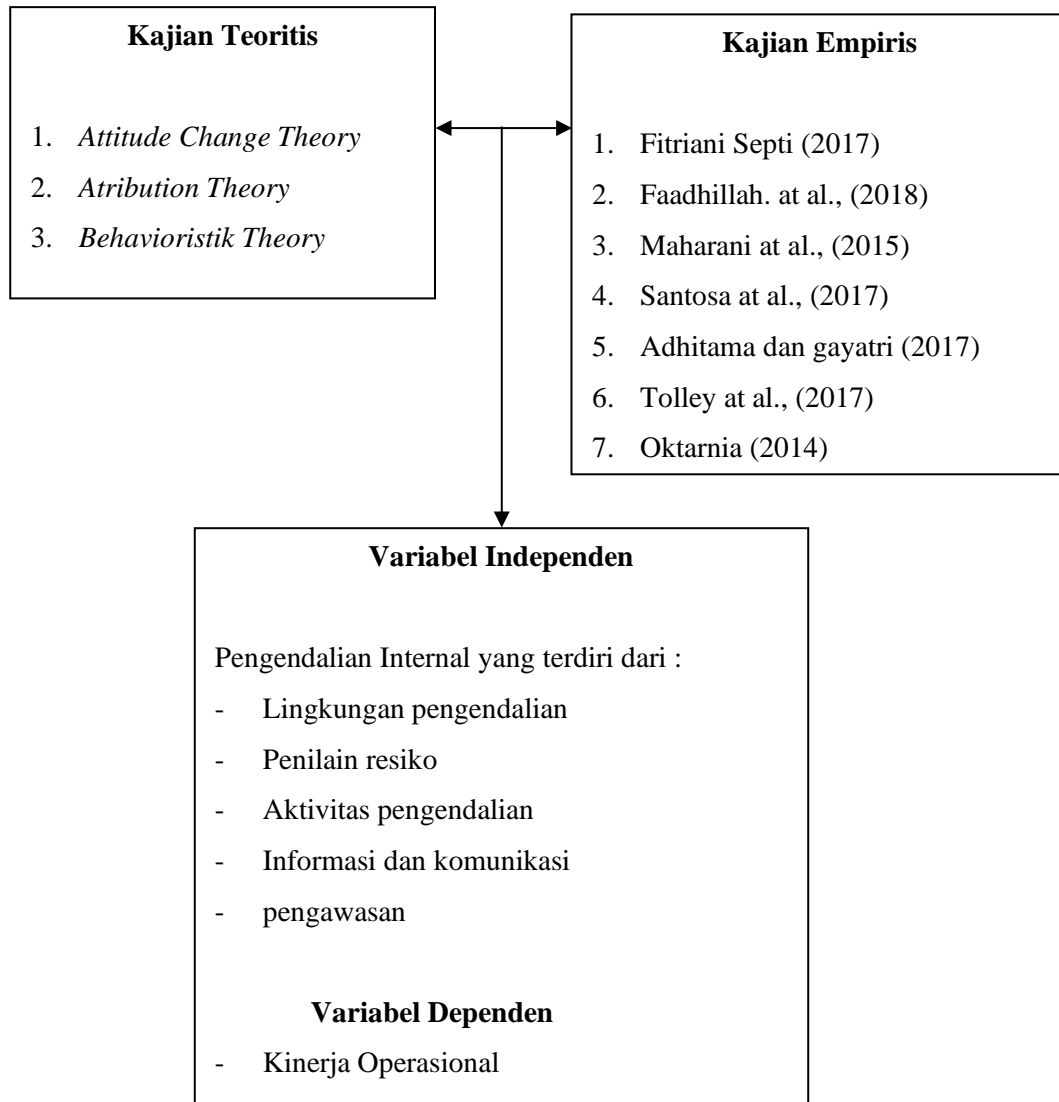 Kajian Teoritis
1. Attitude Change Theory
2. Atribution Theory
3. Behavioristik Theory
Kajian Empiris
1. Fitriani Septi (2017)
2. Faadhillah. at al., (2018)
3. Maharani at al., (2015)
4. Santosa at al., (2017)
5. Adhitama dan gayatri (2017)
6. Tolley at al., (2017)
7. Oktarnia (2014)
Variabel Independen
Pengendalian Internal yang terdiri dari :
- Lingkungan pengendalian
- Penilain resiko
- Aktivitas pengendalian
- Informasi dan komunikasi
- pengawasan
Variabel Dependen
- Kinerja Operasional